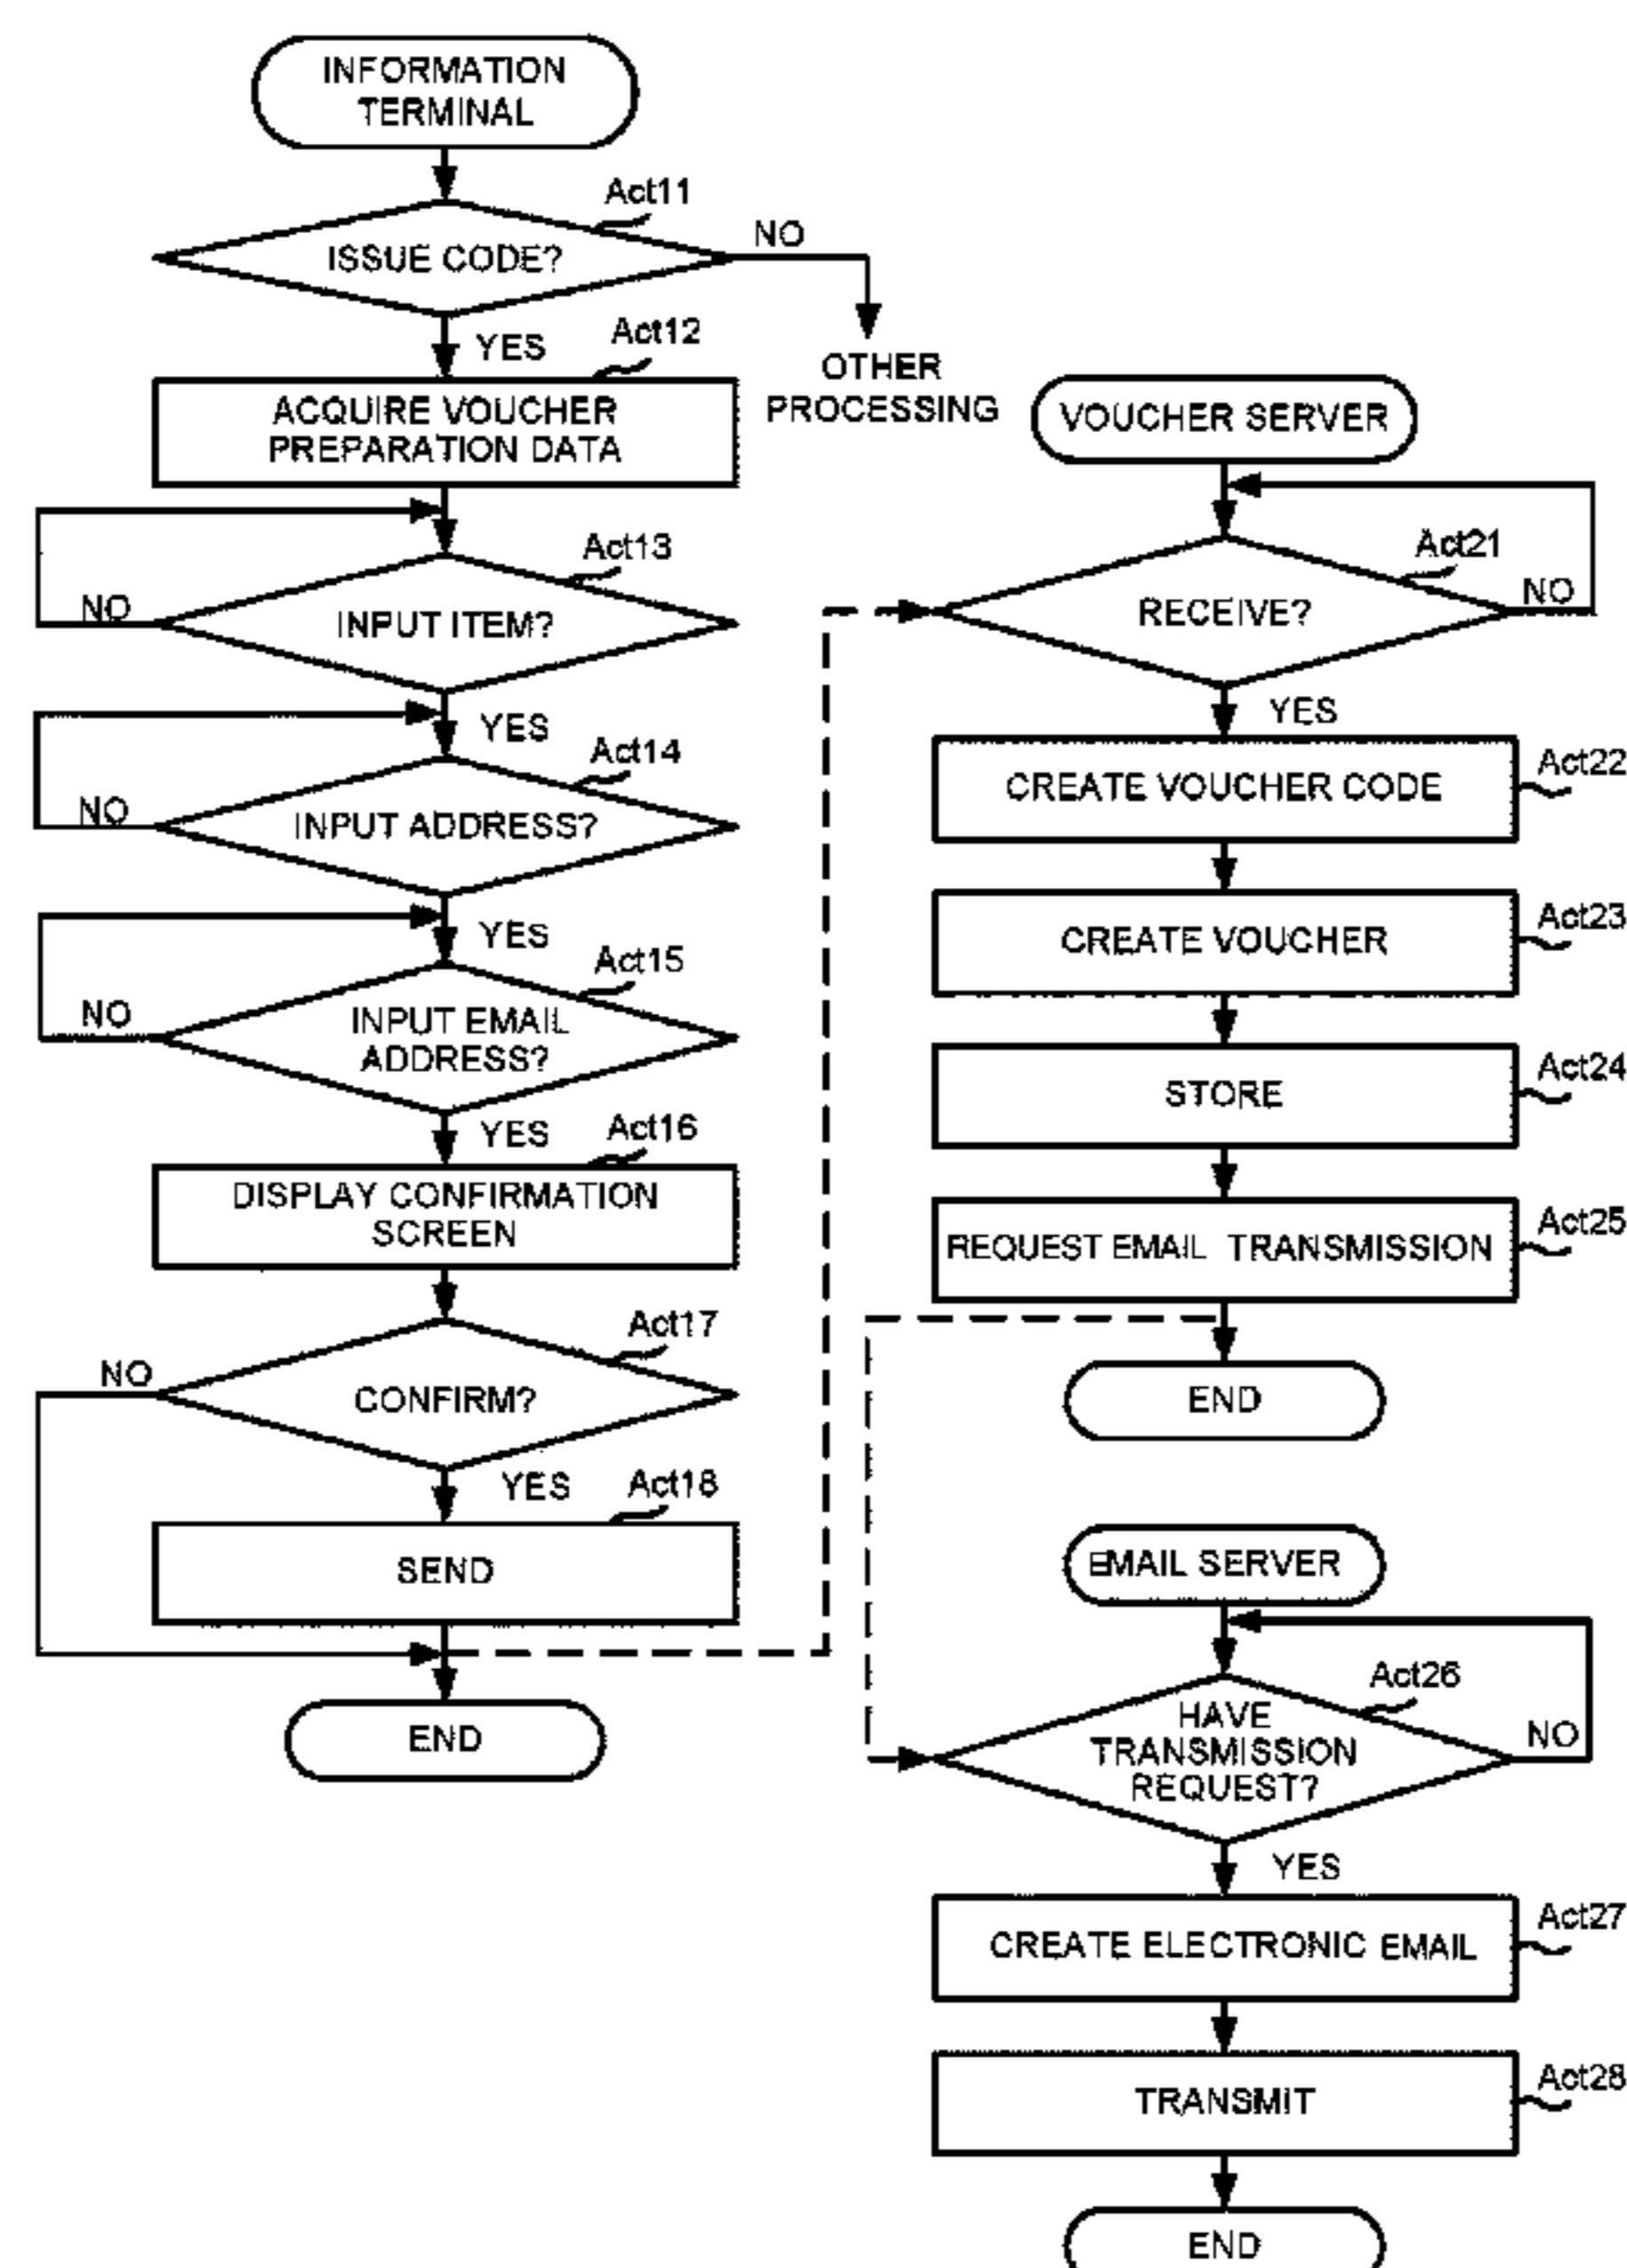 INFORMATION
TERMINAL
Act11
ISSUE CODE?
NO
YES
OTHER
PROCESSING
Act12
ACQUIRE VOUCHER
PREPARATION DATA
Act13
INPUT ITEM?
NO
YES
Act14
INPUT ADDRESS?
NO
YES
Act15
INPUT EMAIL
ADDRESS?
NO
YES
Act16
DISPLAY CONFIRMATION
SCREEN
Act17
CONFIRM?
NO
YES
Act18
SEND
END
VOUCHER SERVER
Act21
RECEIVE?
NO
YES
CREATE VOUCHER CODE
Act22
CREATE VOUCHER
Act23
STORE
Act24
REQUEST EMAIL TRANSMISSION
Act25
END
EMAIL SERVER
Act26
HAVE
TRANSMISSION
REQUEST?
NO
YES
CREATE ELECTRONIC EMAIL
Act27
TRANSMIT
Act28
END